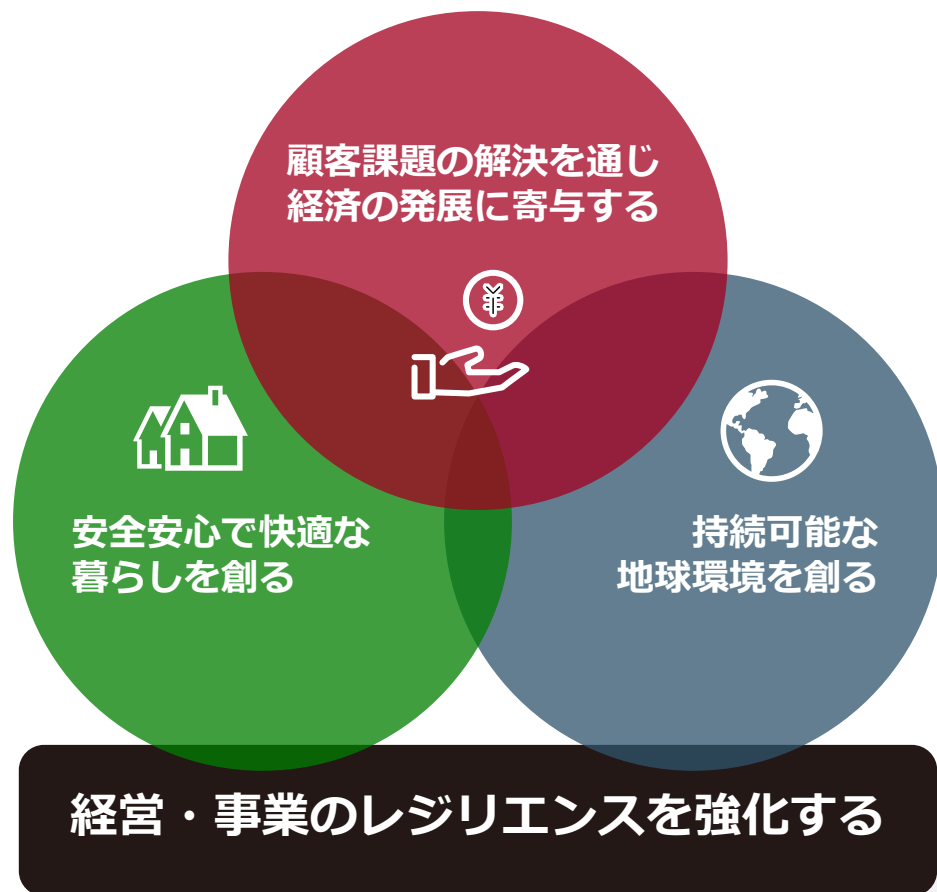 顧客課題の解決を通じ
経済の発展に寄与する
安全安心で快適な
暮らしを創る
持続可能な
地球環境を創る
経営・事業のレジリエンスを強化する